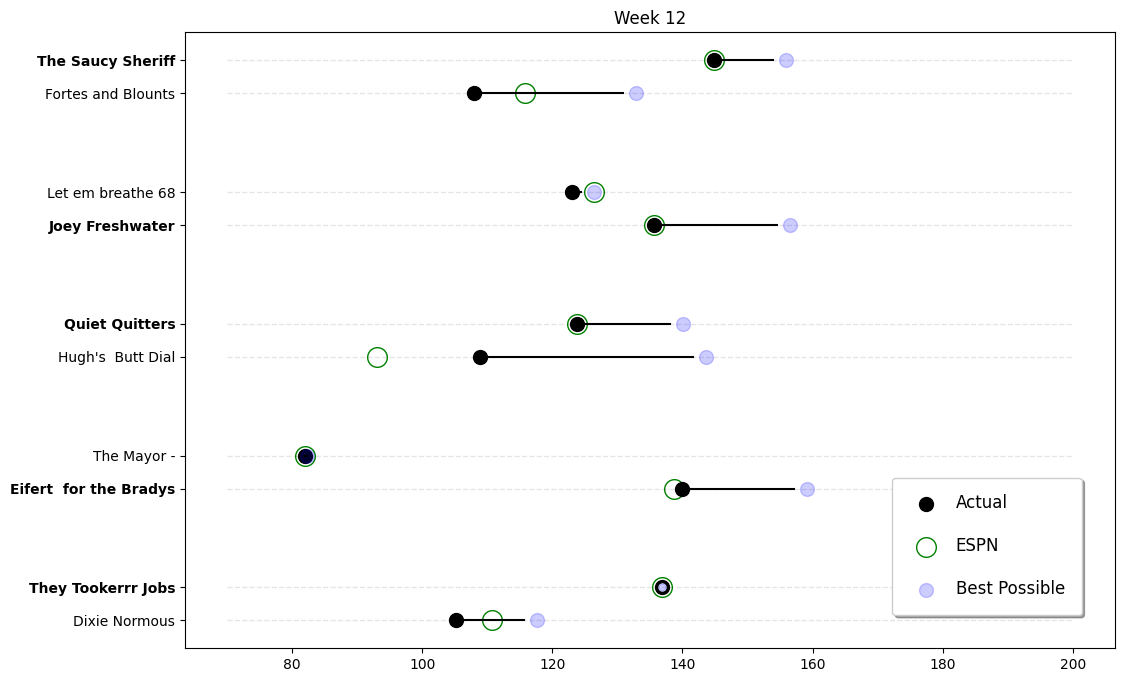 Week 12
The Saucy Sheriff
Fortes and Blounts
Let em breathe 68
Joey Freshwater
Quiet Quitters
Hugh's  Butt Dial
The Mayor -
Eifert  for the Bradys
They Tookerrr Jobs
Dixie Normous
Actual
ESPN
Best Possible
80 100 120 140 160 180 200